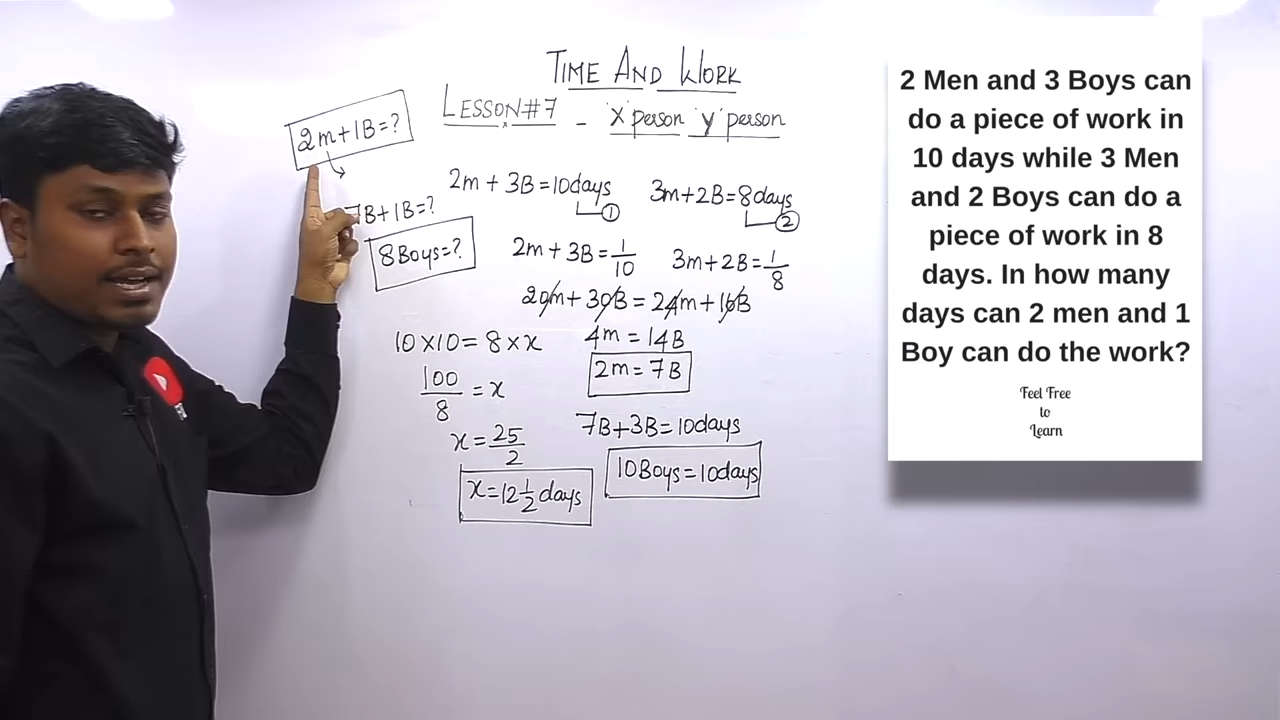 TIME AND WORK
LESSON#7 - 'X' person 'y' person
2m+1B=?
2m + 3B = 10days
①
3m+2B=8days
②
7B+1B=?
8Boys=?
2m + 3B = 1/10
3m+2B=1/8
20m + 30B = 24m + 16B
4m = 14B
2m = 7B
10×10 = 8×x
100/8 = x
x = 25/2
x=12 1/2 days
7B+3B=10days
10Boys=10days
2 Men and 3 Boys can
do a piece of work in
10 days while 3 Men
and 2 Boys can do a
piece of work in 8
days. In how many
days can 2 men and 1
Boy can do the work?
Feel Free
to
Learn